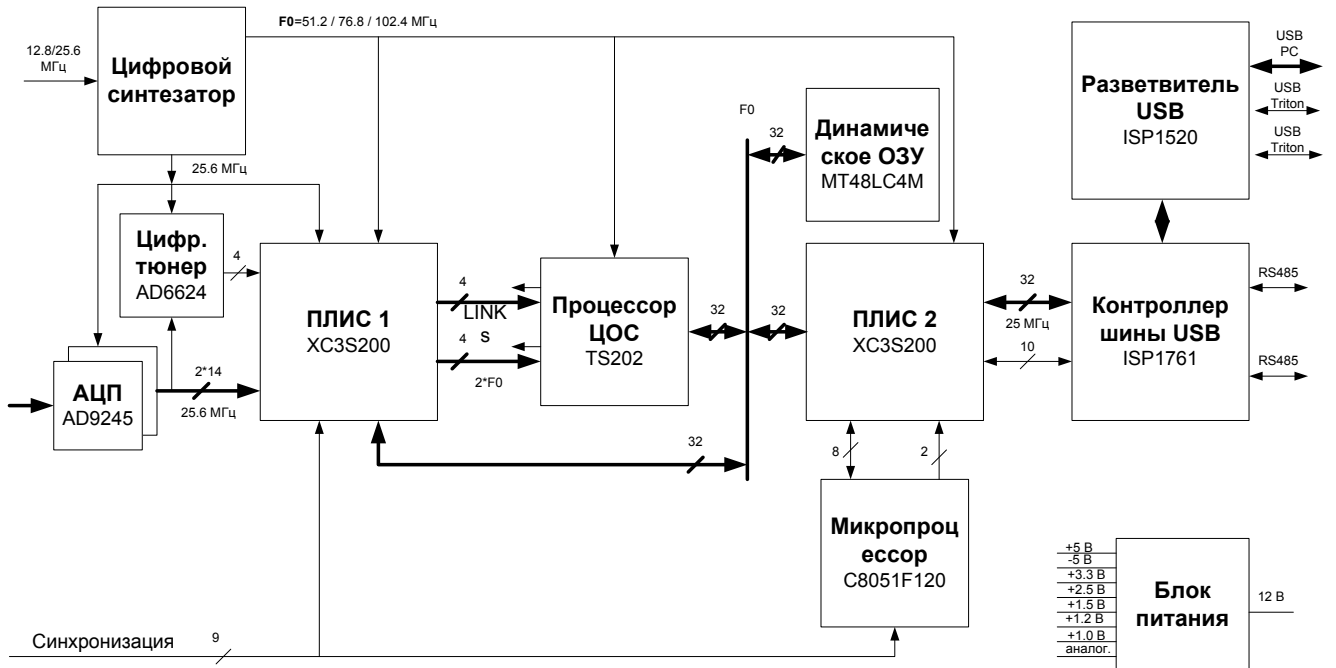 F0=51.2 / 76.8 / 102.4 МГц
12.8/25.6
МГц
Цифровой
синтезатор
25.6 МГц
Цифр.
тюнер
AD6624
4
АЦП
AD9245
2*14
25.6 МГц
ПЛИС 1
XC3S200
4
LINK
S
4
2*F0
Процессор
ЦОС
TS202
32
F0
32
Динамиче
ское ОЗУ
MT48LC4M
32
32
ПЛИС 2
XC3S200
32
25 МГц
10
Разветвитель
USB
ISP1520
USB
PC
USB
Triton
USB
Triton
Контроллер
шины USB
ISP1761
RS485
RS485
8
2
Микропроц
ессор
C8051F120
Синхронизация
9
+5 В
-5 В
+3.3 В
+2.5 В
+1.5 В
+1.2 В
+1.0 В
аналог.
Блок
питания
12 В